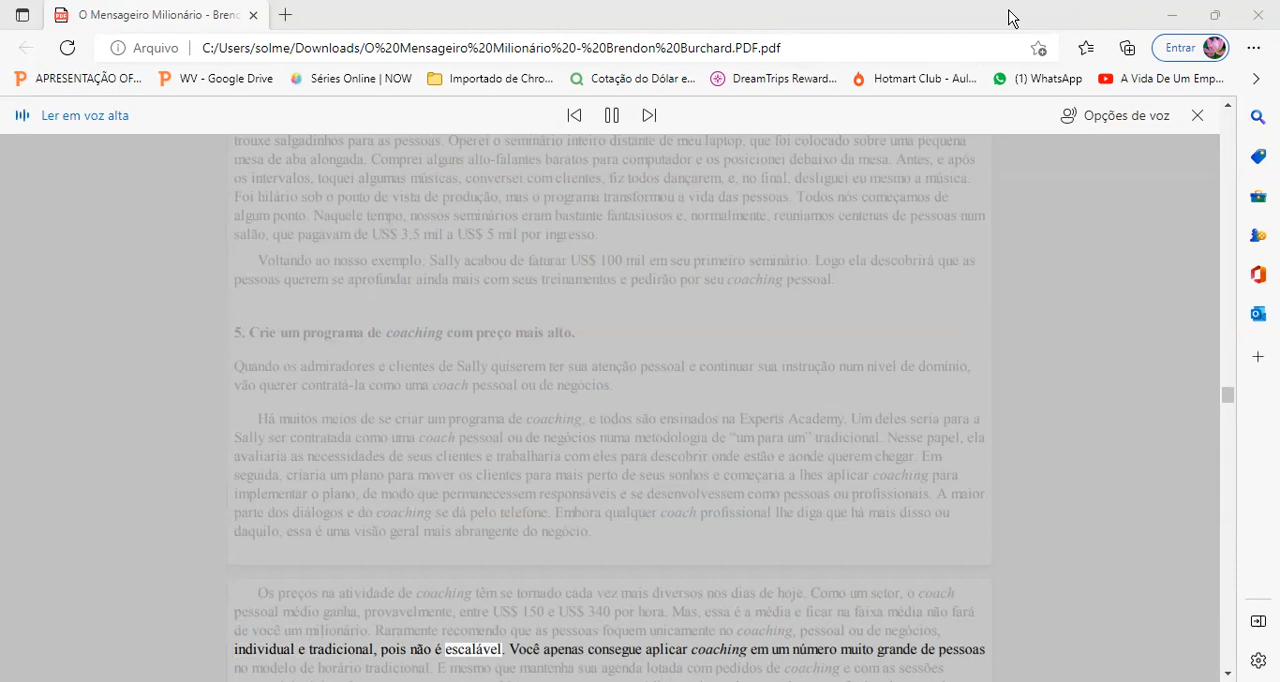 O Mensageiro Milionário - Bren
Arquivo
C:/Users/solme/Downloads/O%20Mensageiro%20Milionário%20-%20Brendon%20Burchard.PDF.pdf
Entrar
APRESENTAÇÃO OF...
WV - Google Drive
Séries Online | NOW
Importado de Chro...
Cotação do Dólar e...
DreamTrips Reward...
Hotmart Club - Aul...
(1) WhatsApp
A Vida De Um Emp...
Ler em voz alta
Opções de voz
trouxe salgadinhos para as pessoas. Operei o seminário inteiro distante de meu laptop, que foi colocado sobre uma pequena
mesa de aba alongada. Comprei alguns alto-falantes baratos para computador e os posicionei debaixo da mesa. Antes, e após
os intervalos, toquei algumas músicas, conversei com clientes, fiz todos dançarem, e, no final, desliguei eu mesmo a música.
Foi hilário sob o ponto de vista de produção, mas o programa transformou a vida das pessoas. Todos nós começamos de
algum ponto. Naquele tempo, nossos seminários eram bastante fantasiosos e, normalmente, reuníamos centenas de pessoas num
salão, que pagavam de US$ 3,5 mil a US$ 5 mil por ingresso.
Voltando ao nosso exemplo, Sally acabou de faturar US$ 100 mil em seu primeiro seminário. Logo ela descobrirá que as
pessoas querem se aprofundar ainda mais com seus treinamentos e pedirão por seu coaching pessoal.
5. Crie um programa de coaching com preço mais alto.
Quando os admiradores e clientes de Sally quiserem ter sua atenção pessoal e continuar sua instrução num nível de domínio,
vão querer contratá-la como uma coach pessoal ou de negócios.
Há muitos meios de se criar um programa de coaching, e todos são ensinados na Experts Academy. Um deles seria para a
Sally ser contratada como uma coach pessoal ou de negócios numa metodologia de “um para um” tradicional. Nesse papel, ela
avaliaria as necessidades de seus clientes e trabalharia com eles para descobrir onde estão e aonde querem chegar. Em
seguida, criaria um plano para mover os clientes para mais perto de seus sonhos e começaria a lhes aplicar coaching para
implementar o plano, de modo que permanecessem responsáveis e se desenvolvessem como pessoas ou profissionais. A maior
parte dos diálogos e do coaching se dá pelo telefone. Embora qualquer coach profissional lhe diga que há mais disso ou
daquilo, essa é uma visão geral mais abrangente do negócio.
Os preços na atividade de coaching têm se tornado cada vez mais diversos nos dias de hoje. Como um setor, o coach
pessoal médio ganha, provavelmente, entre US$ 150 e US$ 340 por hora. Mas, essa é a média e ficar na faixa média não fará
de você um milionário. Raramente recomendo que as pessoas foquem unicamente no coaching, pessoal ou de negócios,
individual e tradicional, pois não é escalável. Você apenas consegue aplicar coaching em um número muito grande de pessoas
no modelo de horário tradicional. E mesmo que mantenha sua agenda lotada com pedidos de coaching e com as sessões